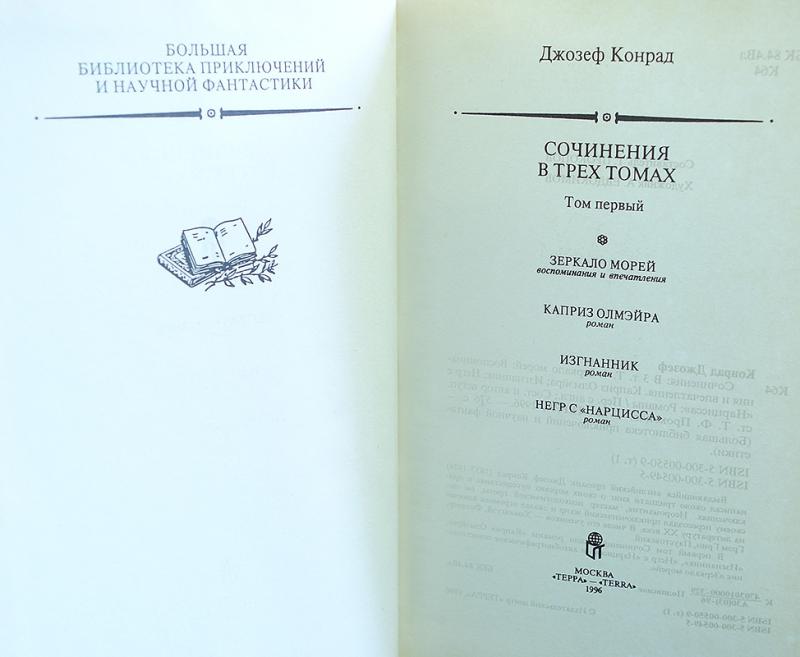 БОЛЬШАЯ
БИБЛИОТЕКА ПРИКЛЮЧЕНИЙ
И НАУЧНОЙ ФАНТАСТИКИ
Джозеф Конрад
СОЧИНЕНИЯ
В ТРЕХ ТОМАХ
Том первый
ЗЕРКАЛО МОРЕЙ
воспоминания и впечатления
КАПРИЗ ОЛМЭЙРА
роман
ИЗГНАННИК
роман
НЕГР С «НАРЦИССА»
роман
МОСКВА
«ТЕРРА» — «TERRA»
1996